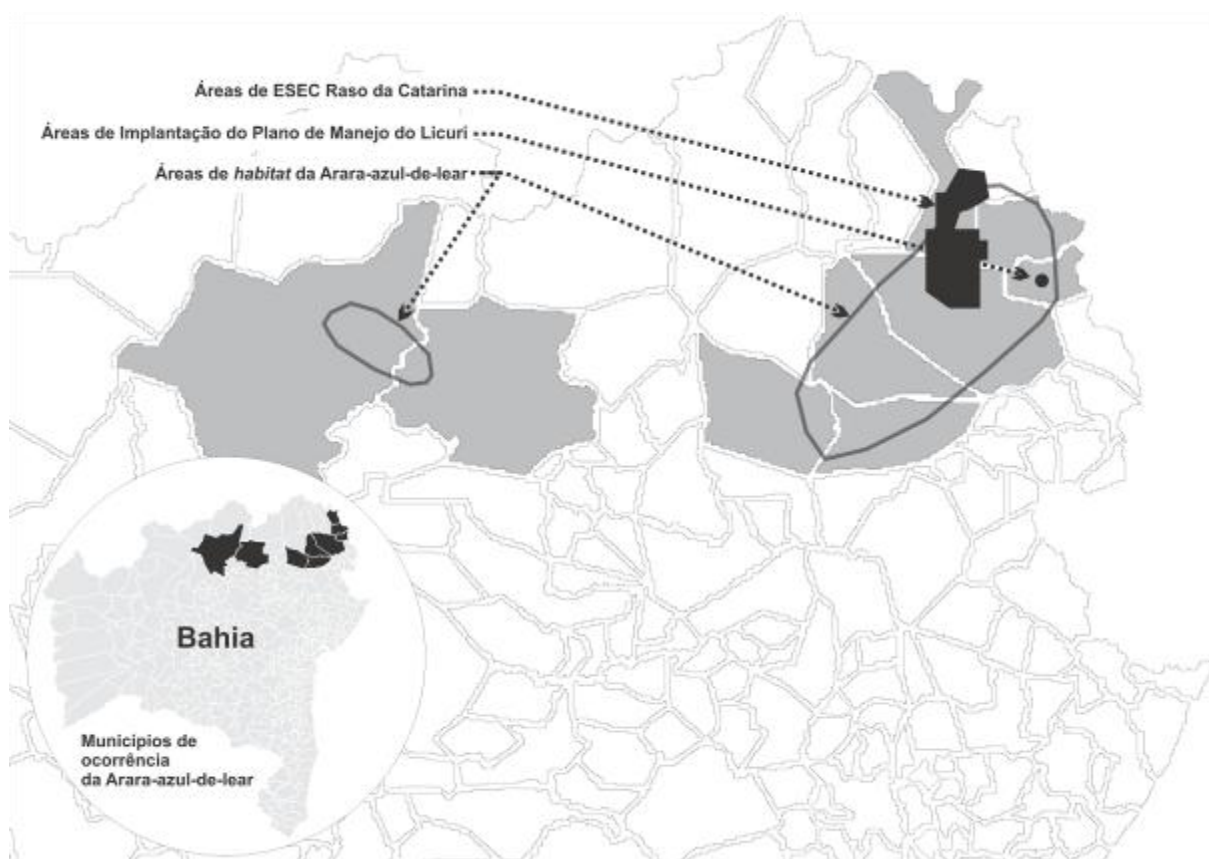 Áreas de ESEC Raso da Catarina
Áreas de Implantação do Plano de Manejo do Licuri
Áreas de habitat da Arara-azul-de-lear
Bahia
Municípios de
ocorrência
da Arara-azul-de-lear